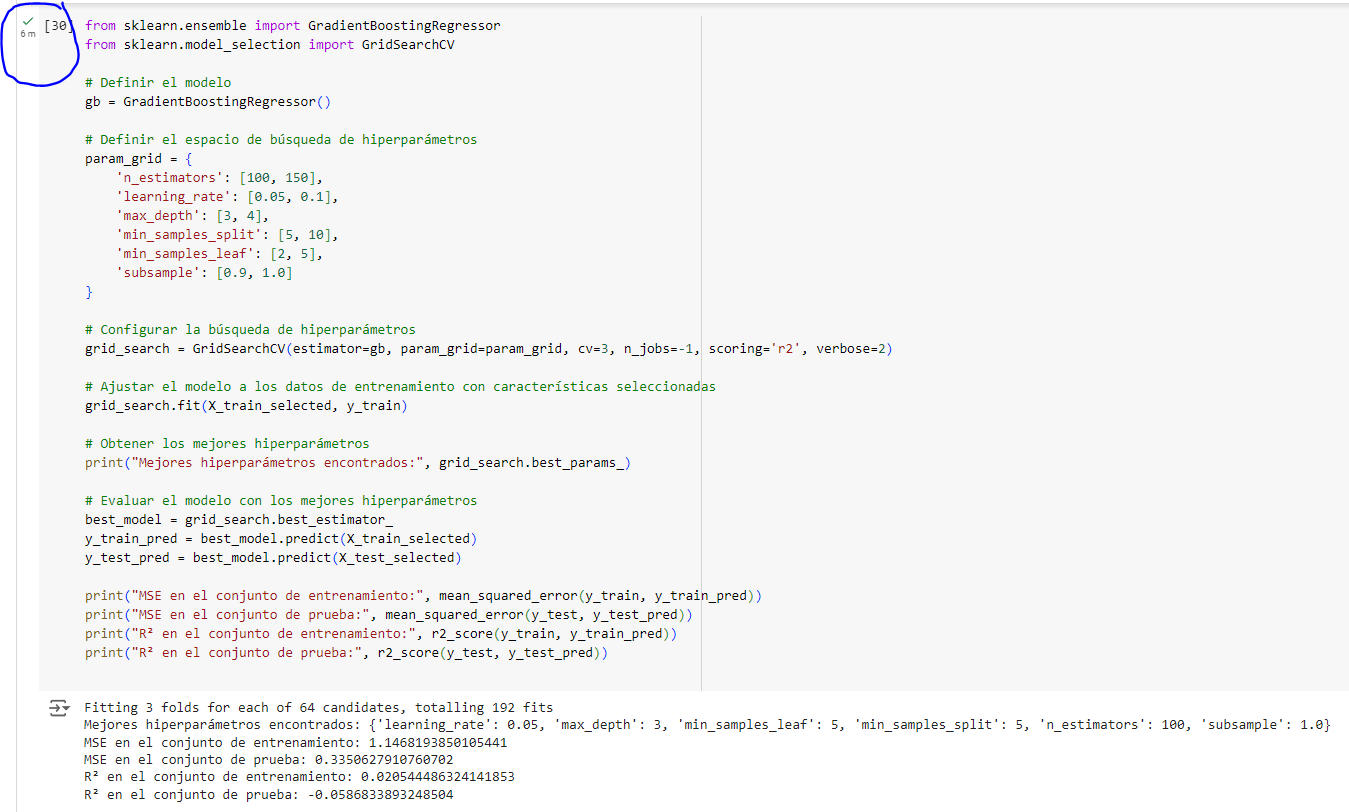 [30] from sklearn.ensemble import GradientBoostingRegressor
6 m
from sklearn.model_selection import GridSearchCV
# Definir el modelo
gb = GradientBoostingRegressor()
# Definir el espacio de búsqueda de hiperparámetros
param_grid = {
    'n_estimators': [100, 150],
    'learning_rate': [0.05, 0.1],
    'max_depth': [3, 4],
    'min_samples_split': [5, 10],
    'min_samples_leaf': [2, 5],
    'subsample': [0.9, 1.0]
}
# Configurar la búsqueda de hiperparámetros
grid_search = GridSearchCV(estimator=gb, param_grid=param_grid, cv=3, n_jobs=-1, scoring='r2', verbose=2)
# Ajustar el modelo a los datos de entrenamiento con características seleccionadas
grid_search.fit(X_train_selected, y_train)
# Obtener los mejores hiperparámetros
print("Mejores hiperparámetros encontrados:", grid_search.best_params_)
# Evaluar el modelo con los mejores hiperparámetros
best_model = grid_search.best_estimator_
y_train_pred = best_model.predict(X_train_selected)
y_test_pred = best_model.predict(X_test_selected)
print("MSE en el conjunto de entrenamiento:", mean_squared_error(y_train, y_train_pred))
print("MSE en el conjunto de prueba:", mean_squared_error(y_test, y_test_pred))
print("R² en el conjunto de entrenamiento:", r2_score(y_train, y_train_pred))
print("R² en el conjunto de prueba:", r2_score(y_test, y_test_pred))
Fitting 3 folds for each of 64 candidates, totalling 192 fits
Mejores hiperparámetros encontrados: {'learning_rate': 0.05, 'max_depth': 3, 'min_samples_leaf': 5, 'min_samples_split': 5, 'n_estimators': 100, 'subsample': 1.0}
MSE en el conjunto de entrenamiento: 1.1468193850105441
MSE en el conjunto de prueba: 0.3350627910760702
R² en el conjunto de entrenamiento: 0.020544486324141853
R² en el conjunto de prueba: -0.0586833893248504